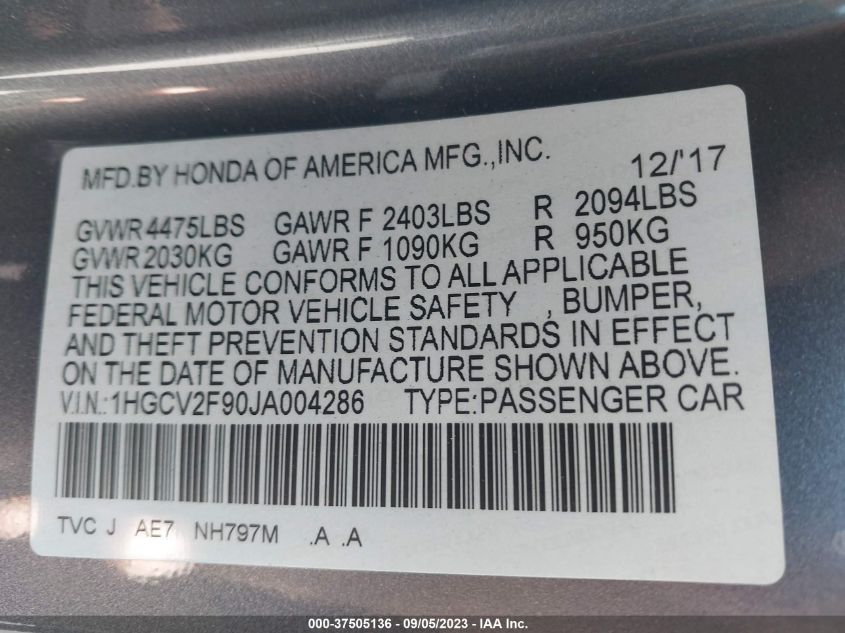 MFD.BY HONDA OF AMERICA MFG.,INC. 12/'17
GVWR 4475LBS GAWR F 2403LBS R 2094LBS
GVWR 2030KG GAWR F 1090KG R 950KG
THIS VEHICLE CONFORMS TO ALL APPLICABLE
FEDERAL MOTOR VEHICLE SAFETY , BUMPER,
AND THEFT PREVENTION STANDARDS IN EFFECT
ON THE DATE OF MANUFACTURE SHOWN ABOVE.
V.I.N.:1HGCV2F90JA004286 TYPE:PASSENGER CAR
TVC J AE7 NH797M .A .A
000-37505136 - 09/05/2023 - IAA Inc.